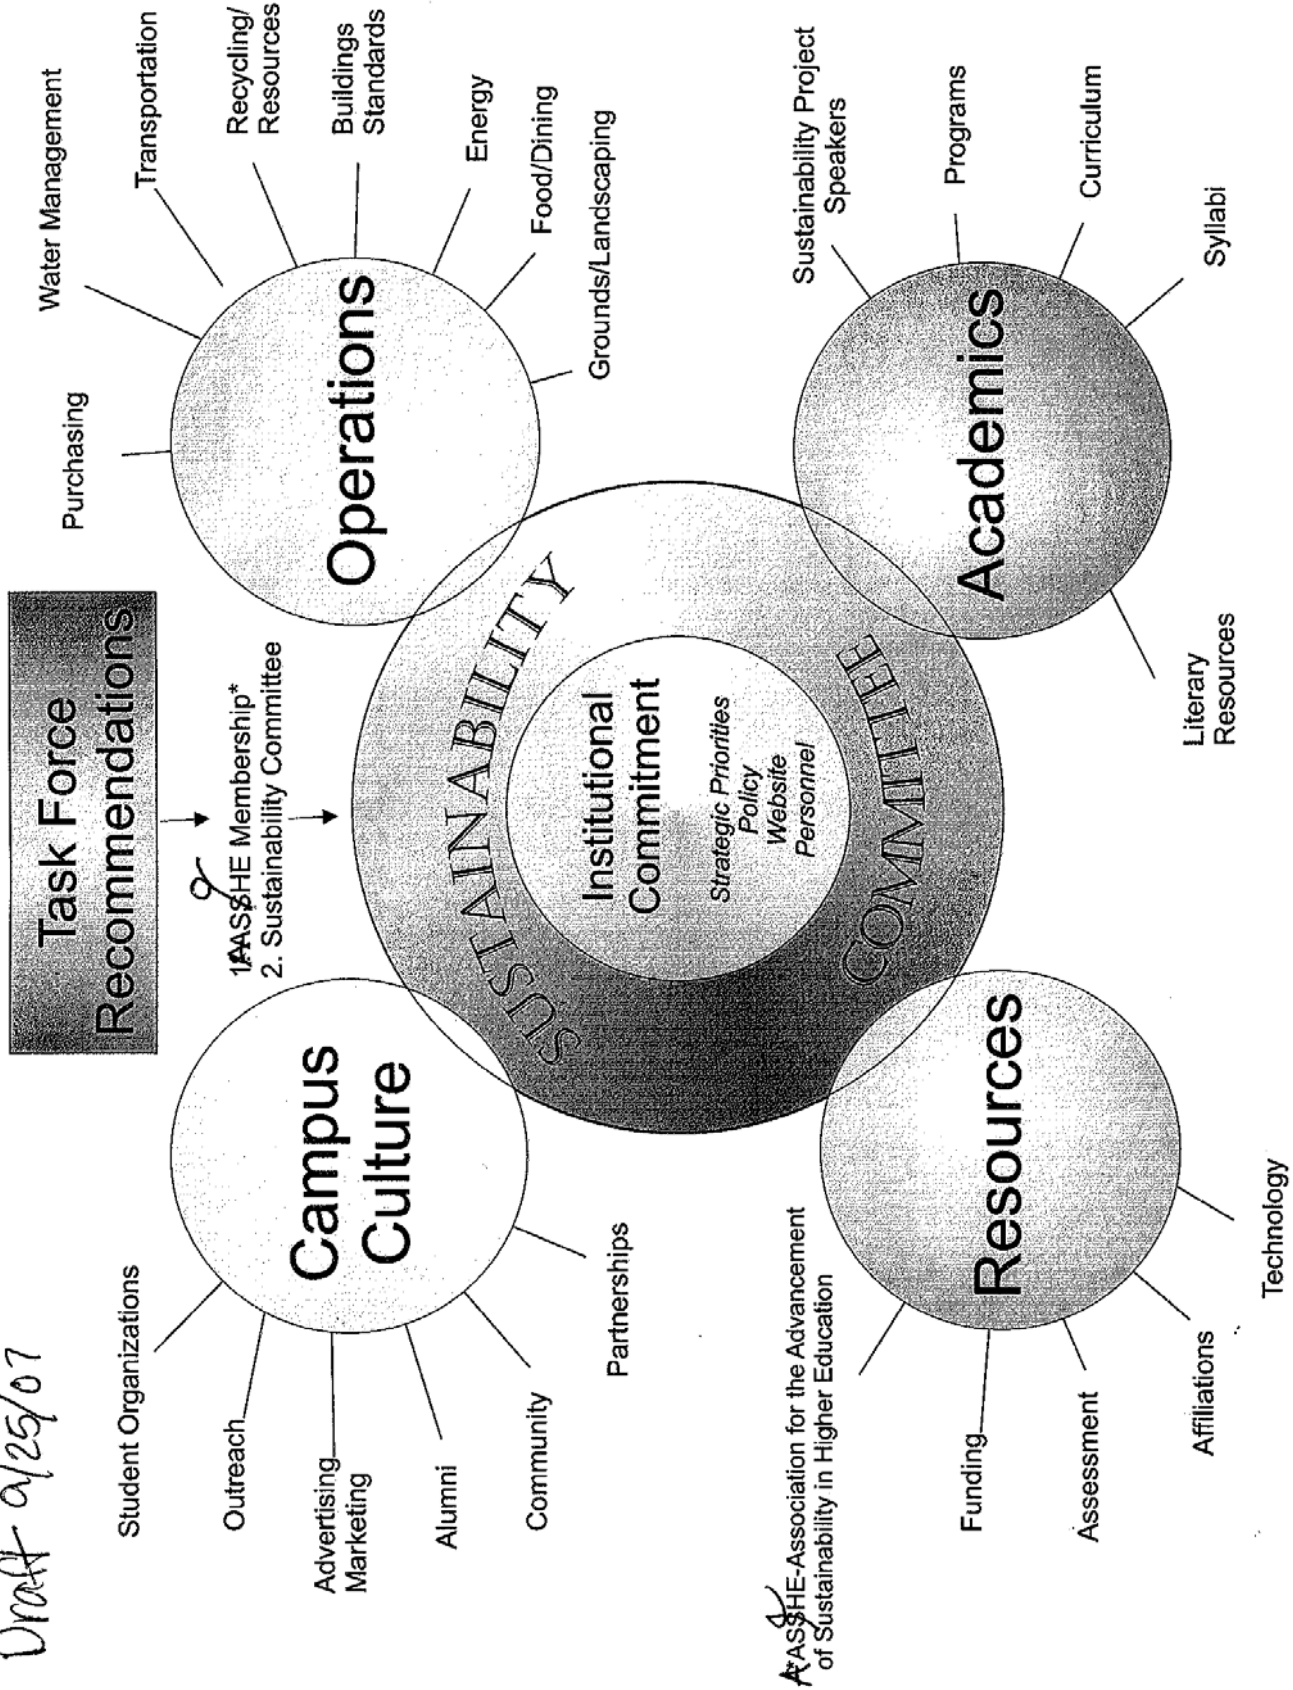 Draft 9/25/07
Task Force
Recommendations
1AASSHE Membership*
2. Sustainability Committee
Student Organizations
Outreach
Advertising
Marketing
Alumni
Community
Partnerships
Campus
Culture
Purchasing
Water Management
Transportation
Recycling/
Resources
Buildings
Standards
Energy
Food/Dining
Grounds/Landscaping
Operations
SUSTAINABILITY
Institutional
Commitment
Strategic Priorities
Policy
Website
Personnel
COMMITTEE
A*ASSHE-Association for the Advancement
of Sustainability in Higher Education
Funding
Assessment
Affiliations
Technology
Resources
Sustainability Project
Speakers
Programs
Curriculum
Syllabi
Literary
Resources
Academics